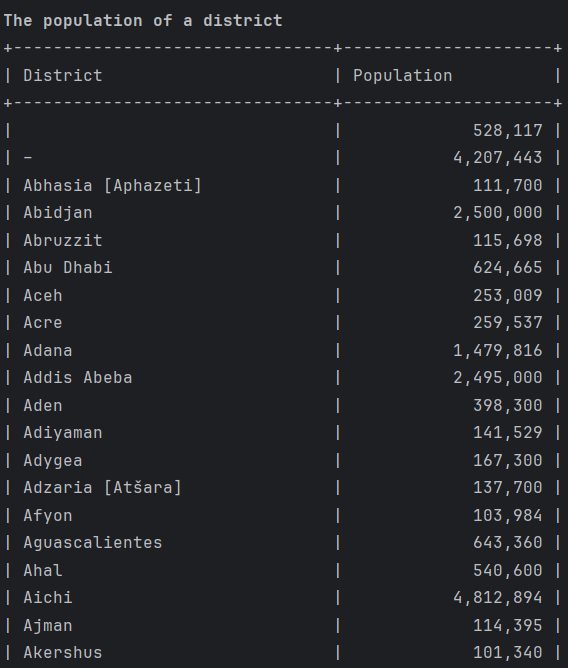 The population of a district
+--------------------------------+---------------------+
| District                       | Population          |
+--------------------------------+---------------------+
|                                |             528,117 |
| –                              |           4,207,443 |
| Abhasia [Aphazeti]             |             111,700 |
| Abidjan                        |           2,500,000 |
| Abruzzit                       |             115,698 |
| Abu Dhabi                      |             624,665 |
| Aceh                           |             253,009 |
| Acre                           |             259,537 |
| Adana                          |           1,479,816 |
| Addis Abeba                    |           2,495,000 |
| Aden                           |             398,300 |
| Adiyaman                       |             141,529 |
| Adygea                         |             167,300 |
| Adzaria [Atšara]               |             137,700 |
| Afyon                          |             103,984 |
| Aguascalientes                 |             643,360 |
| Ahal                           |             540,600 |
| Aichi                          |           4,812,894 |
| Ajman                          |             114,395 |
| Akershus                       |             101,340 |